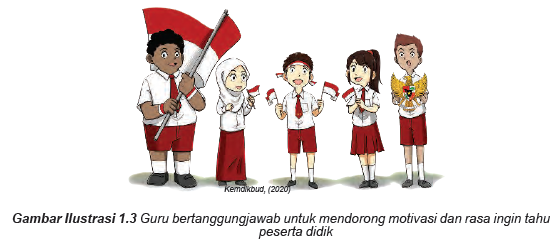 Kemdikbud, (2020)
Gambar Ilustrasi 1.3 Guru bertanggungjawab untuk mendorong motivasi dan rasa ingin tahu
peserta didik